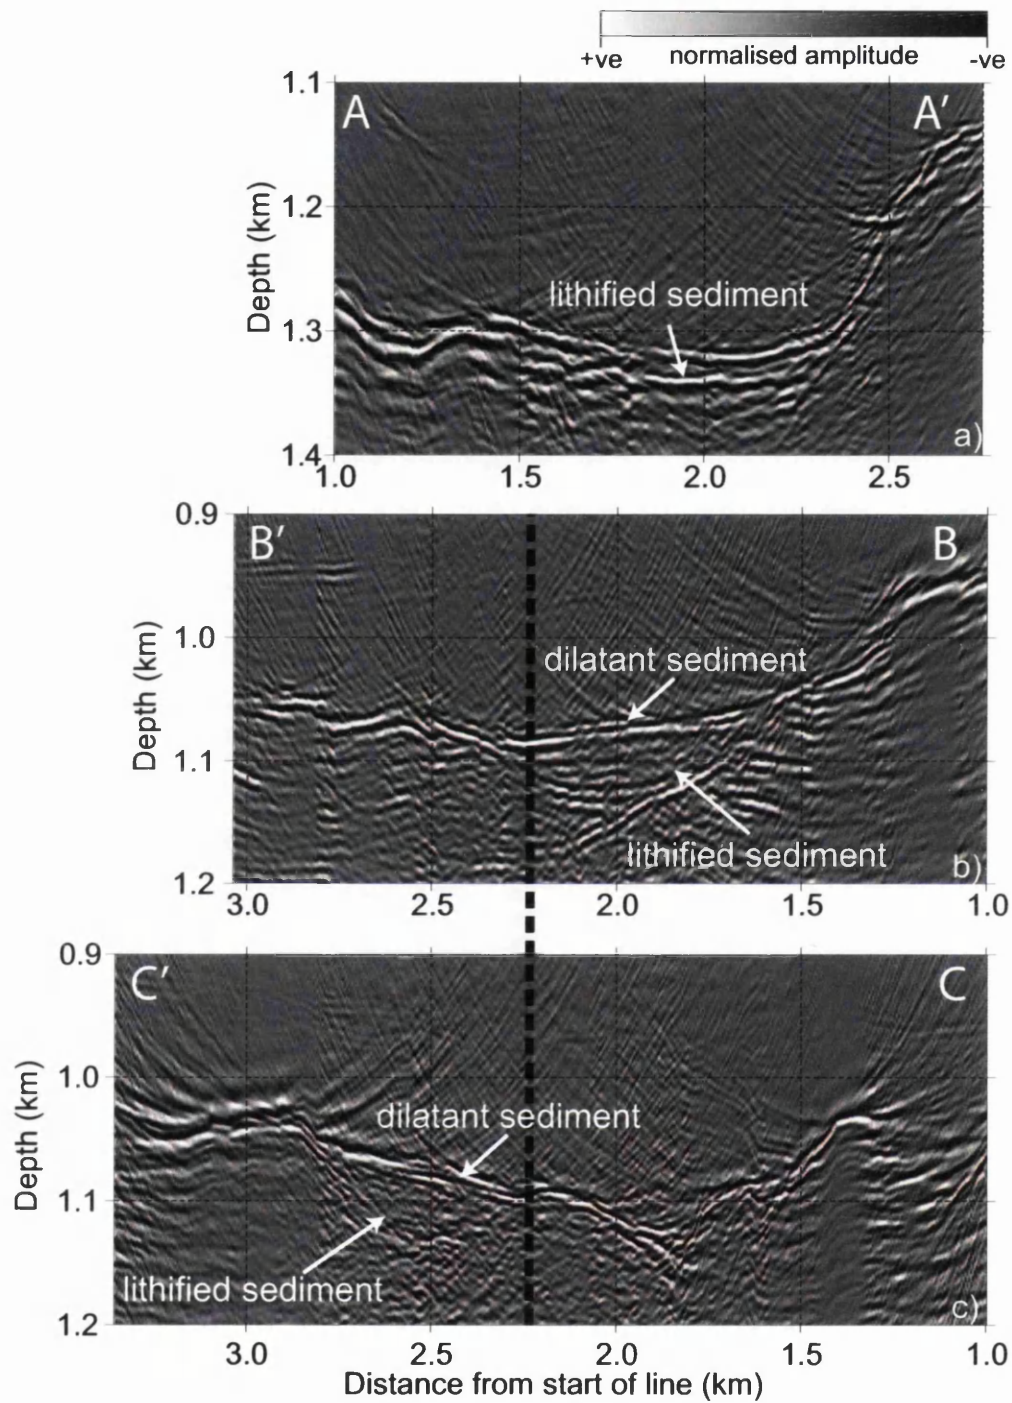 +ve normalised amplitude -ve
A A′
1.1
1.2
1.3
1.4
Depth (km)
lithified sediment
a)
1.0 1.5 2.0 2.5
B′ B
0.9
1.0
1.1
1.2
Depth (km)
dilatant sediment
lithified sediment
b)
3.0 2.5 2.0 1.5 1.0
C′ C
0.9
1.0
1.1
1.2
Depth (km)
dilatant sediment
lithified sediment
c)
3.0 2.5 2.0 1.5 1.0
Distance from start of line (km)